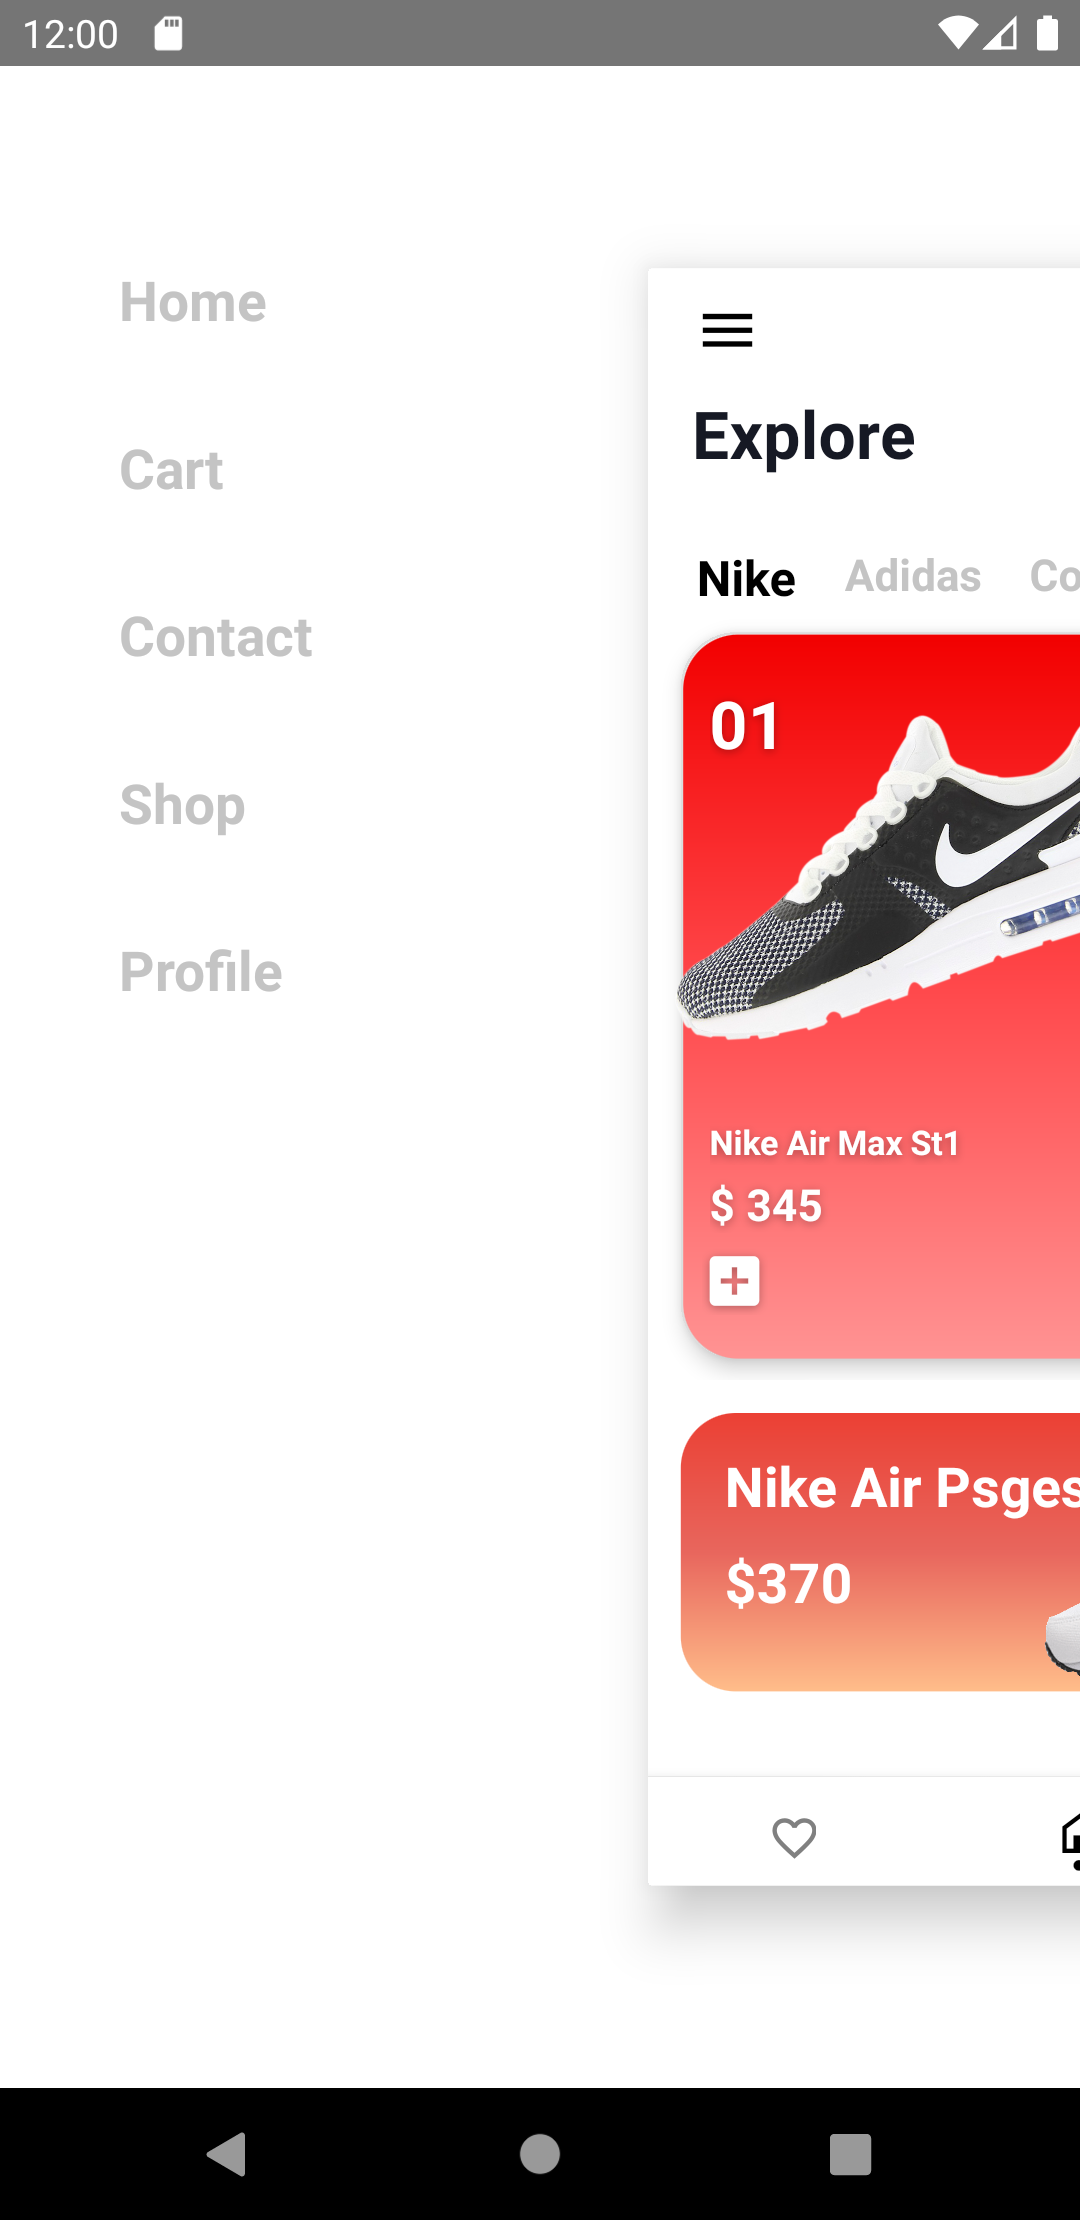 12:00
Home
Cart
Contact
Shop
Profile
Explore
Nike Adidas Co
01
Nike Air Max St1
$ 345
Nike Air Psges
$370